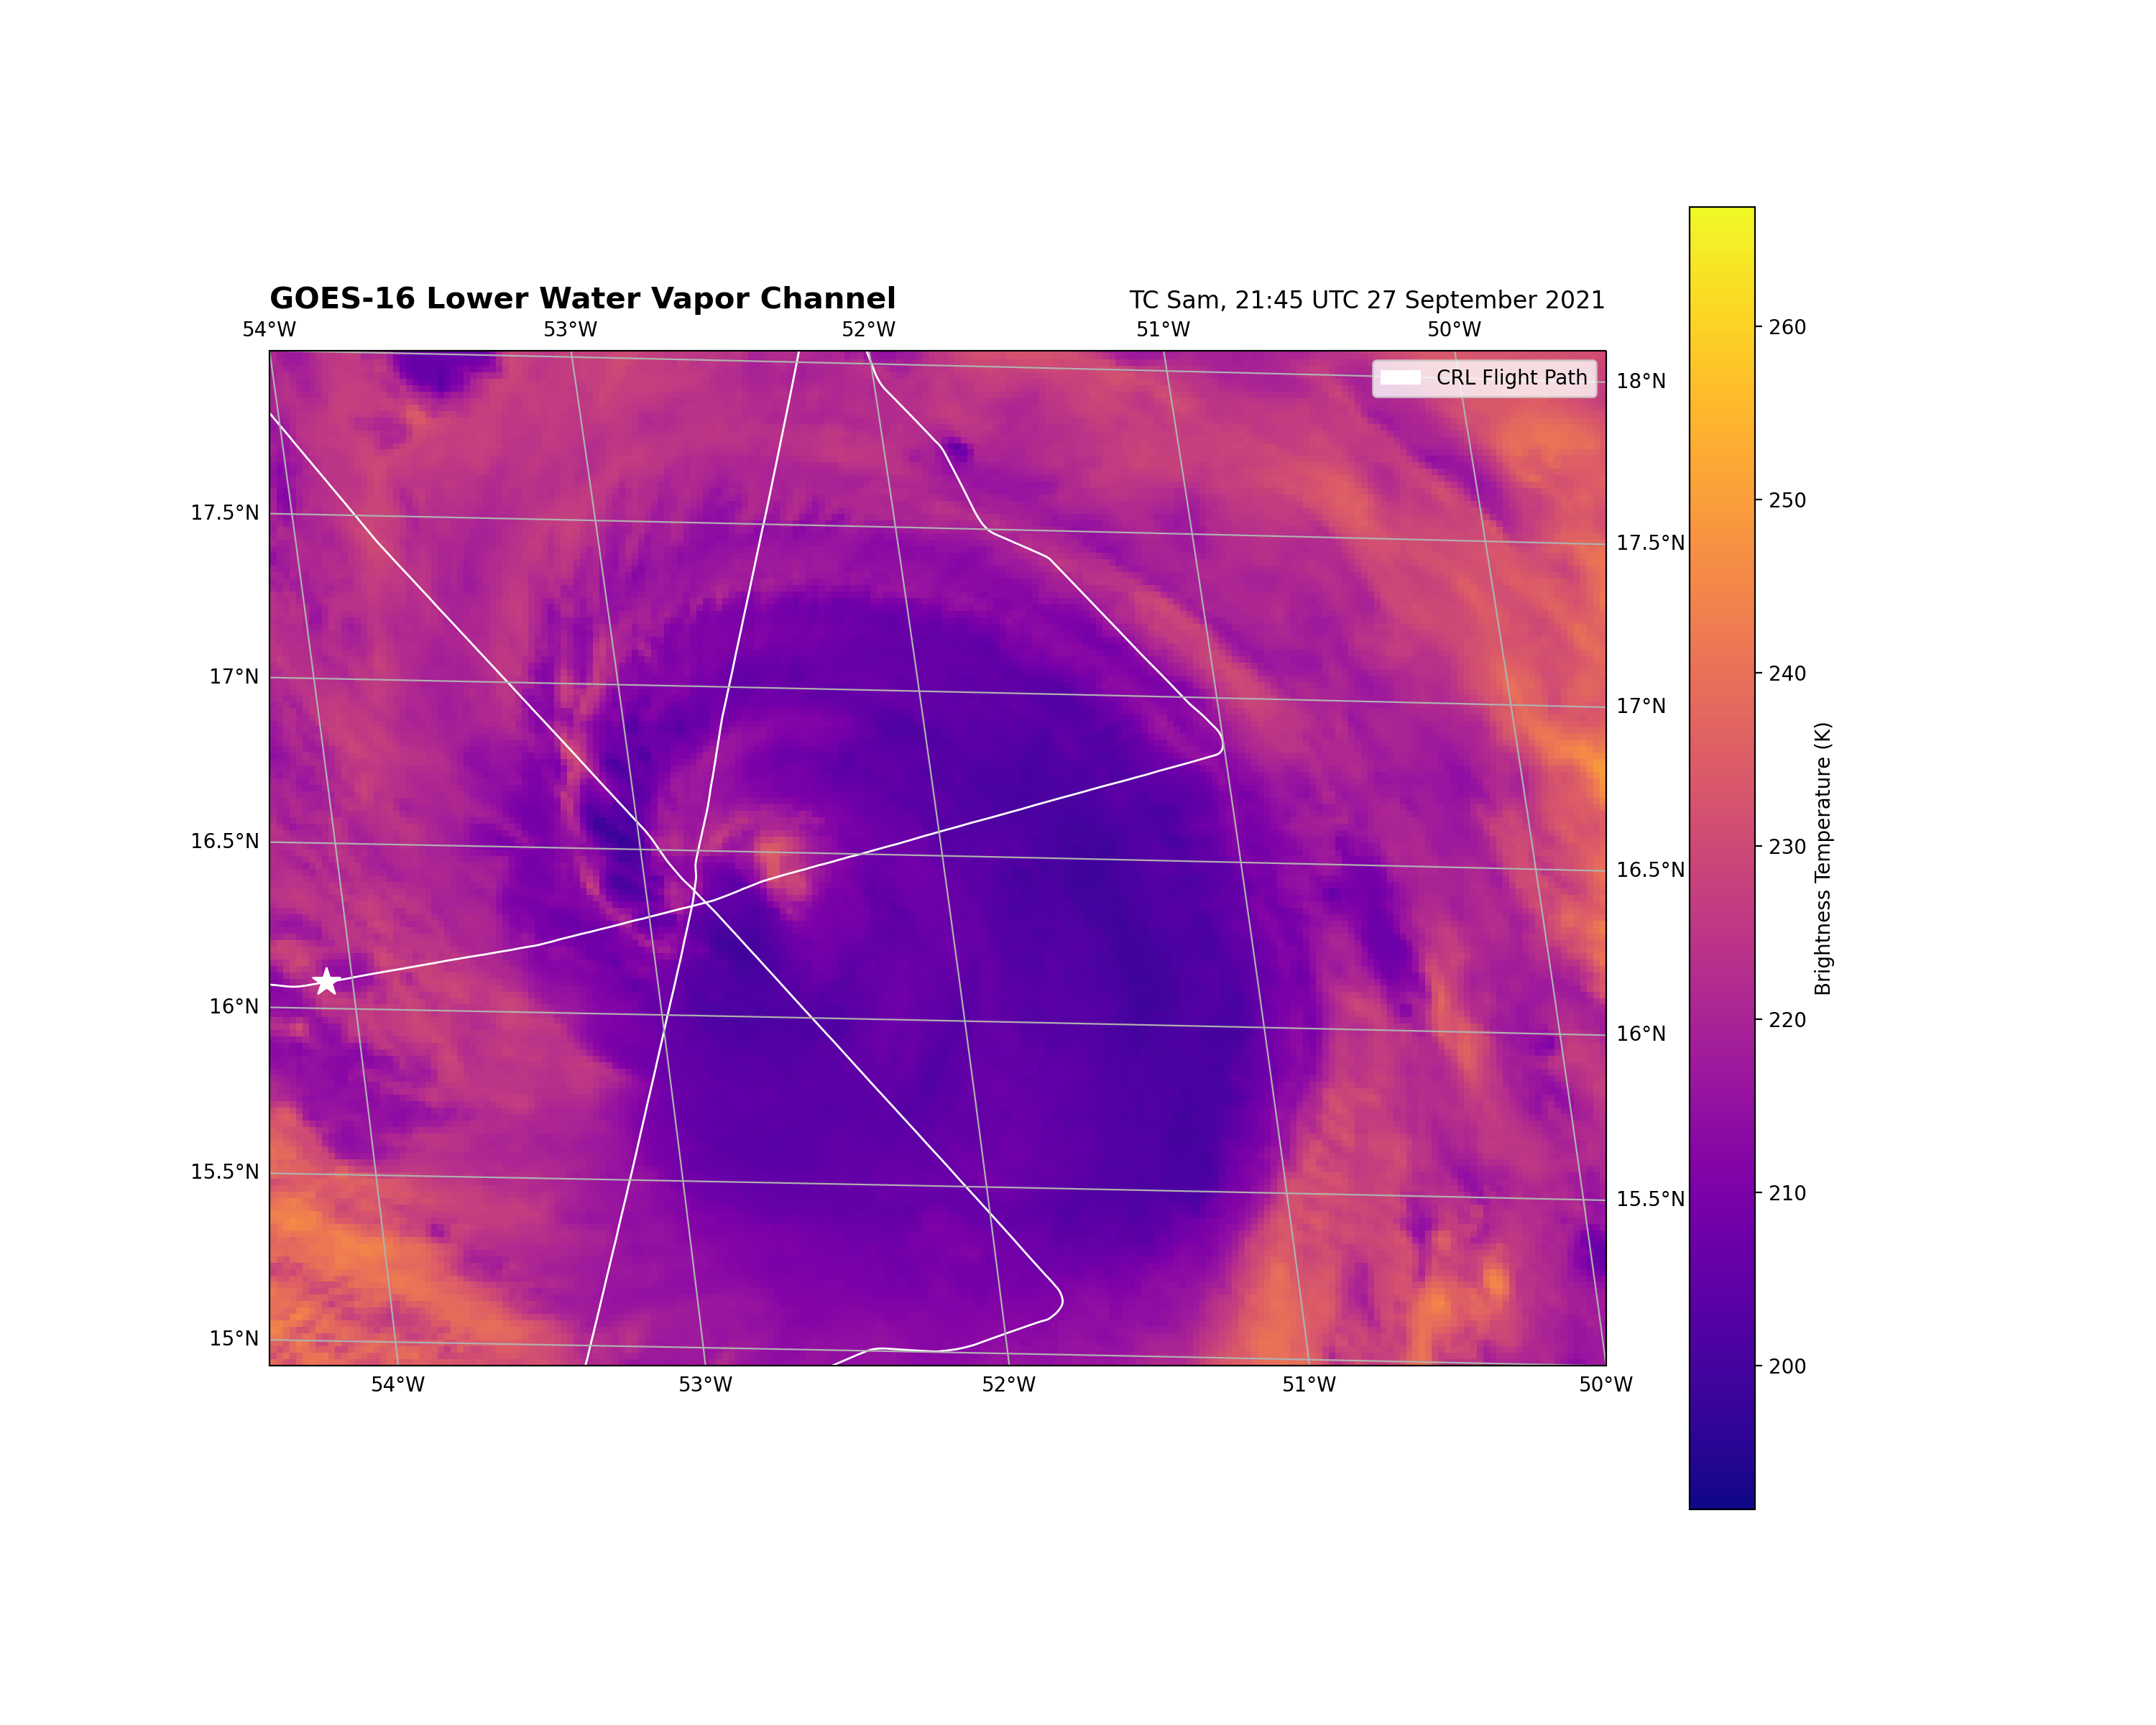 GOES-16 Lower Water Vapor Channel
TC Sam, 21:45 UTC 27 September 2021
54°W 53°W 52°W 51°W 50°W
CRL Flight Path
18°N
17.5°N 17.5°N
17°N 17°N
16.5°N 16.5°N
16°N 16°N
15.5°N 15.5°N
15°N
54°W 53°W 52°W 51°W 50°W
260
250
240
230
220
210
200
Brightness Temperature (K)